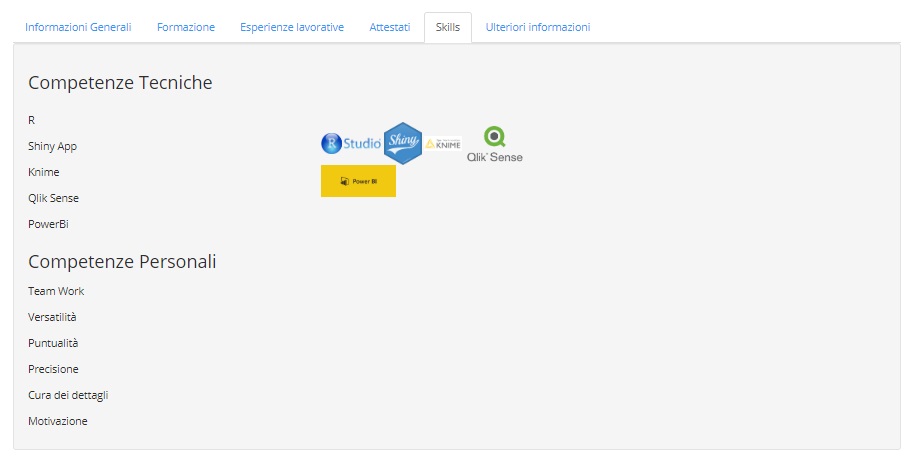 Informazioni Generali Formazione Esperienze lavorative Attestati Skills Ulteriori informazioni
Competenze Tecniche
R
Shiny App
Knime
Qlik Sense
PowerBi
R Studio
Shiny
KNIME
Qlik Sense
Power BI
Competenze Personali
Team Work
Versatilità
Puntualità
Precisione
Cura dei dettagli
Motivazione